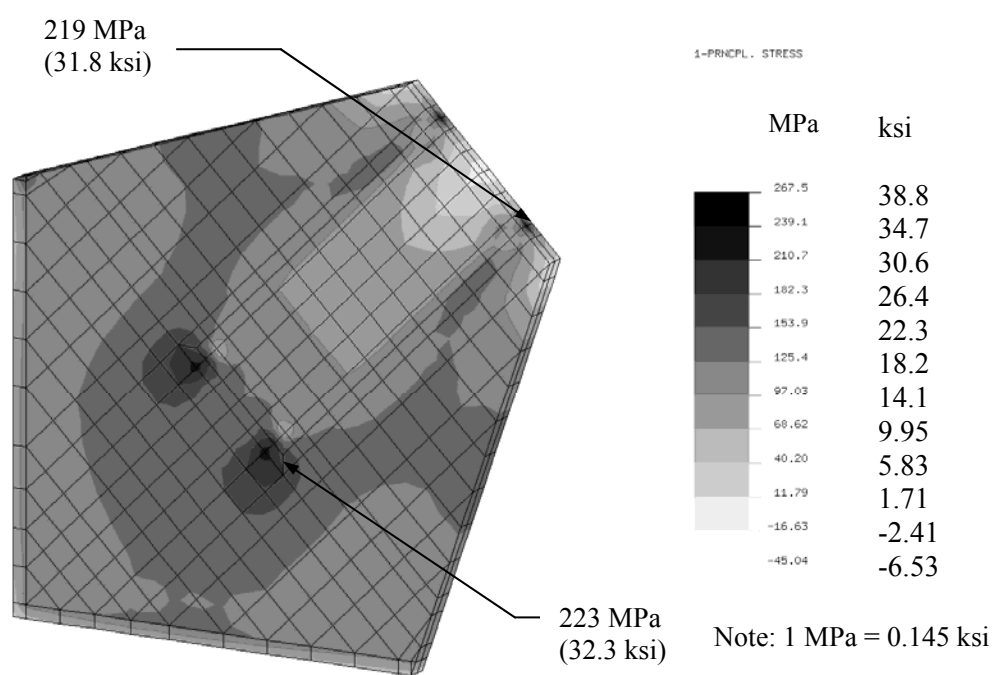 219 MPa
(31.8 ksi)
1-PRNCPL. STRESS
MPa ksi
267.5 38.8
239.1 34.7
210.7 30.6
182.3 26.4
153.9 22.3
125.4 18.2
97.03 14.1
68.62 9.95
40.20 5.83
11.79 1.71
-16.63 -2.41
-45.04 -6.53
223 MPa
(32.3 ksi)
Note: 1 MPa = 0.145 ksi